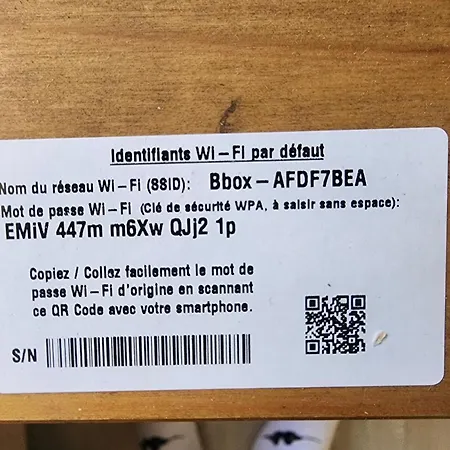 Identifiants Wi-Fi par défaut
Nom du réseau Wi-Fi (SSID): Bbox-AFDF7BEA
Mot de passe Wi-Fi (Clé de sécurité WPA, à saisir sans espace):
EMiV 447m m6Xw QJj2 1p
Copiez / Collez facilement le mot de
passe Wi-Fi d'origine en scannant
ce QR Code avec votre smartphone.
S/N